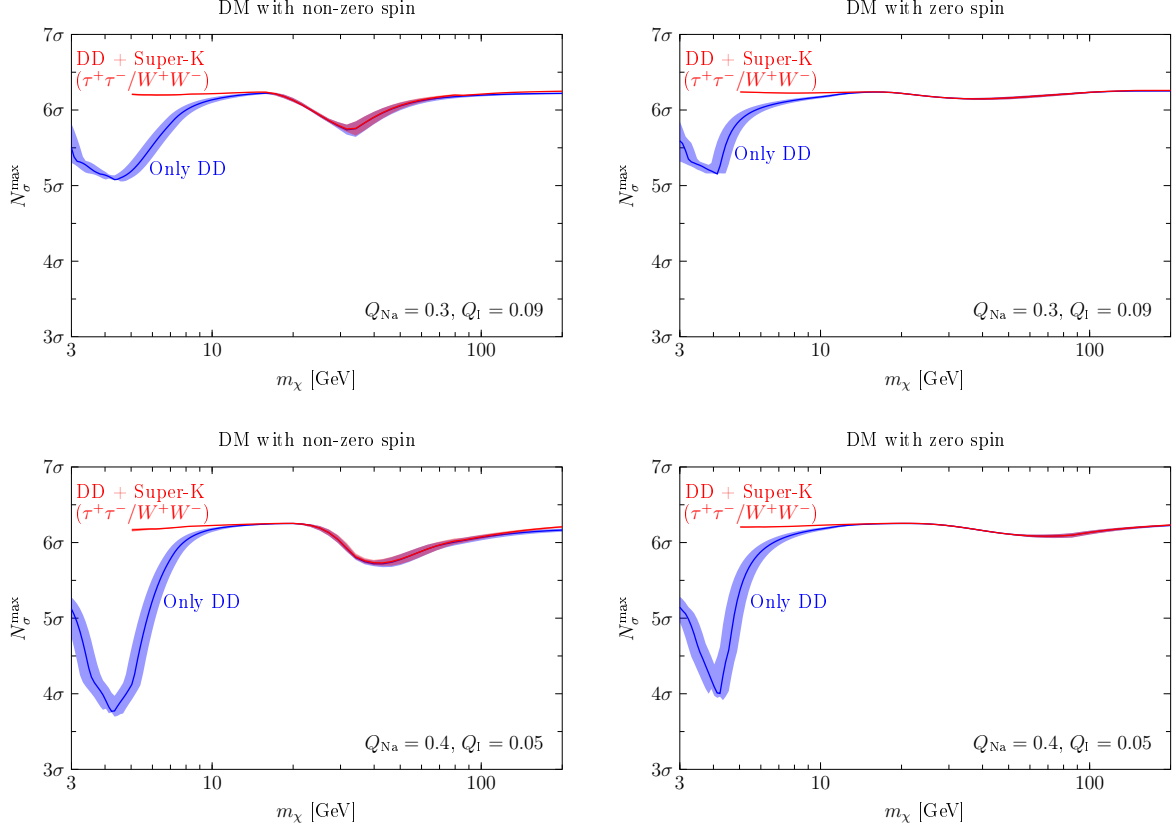 DM with non-zero spin
7σ
6σ
5σ
4σ
3σ
N_σ^max
DD + Super-K
(τ⁺τ⁻/W⁺W⁻)
Only DD
Q_Na = 0.3, Q_I = 0.09
3
10
100
m_χ [GeV]
DM with zero spin
7σ
6σ
5σ
4σ
3σ
N_σ^max
DD + Super-K
(τ⁺τ⁻/W⁺W⁻)
Only DD
Q_Na = 0.3, Q_I = 0.09
3
10
100
m_χ [GeV]
DM with non-zero spin
7σ
6σ
5σ
4σ
3σ
N_σ^max
DD + Super-K
(τ⁺τ⁻/W⁺W⁻)
Only DD
Q_Na = 0.4, Q_I = 0.05
3
10
100
m_χ [GeV]
DM with zero spin
7σ
6σ
5σ
4σ
3σ
N_σ^max
DD + Super-K
(τ⁺τ⁻/W⁺W⁻)
Only DD
Q_Na = 0.4, Q_I = 0.05
3
10
100
m_χ [GeV]